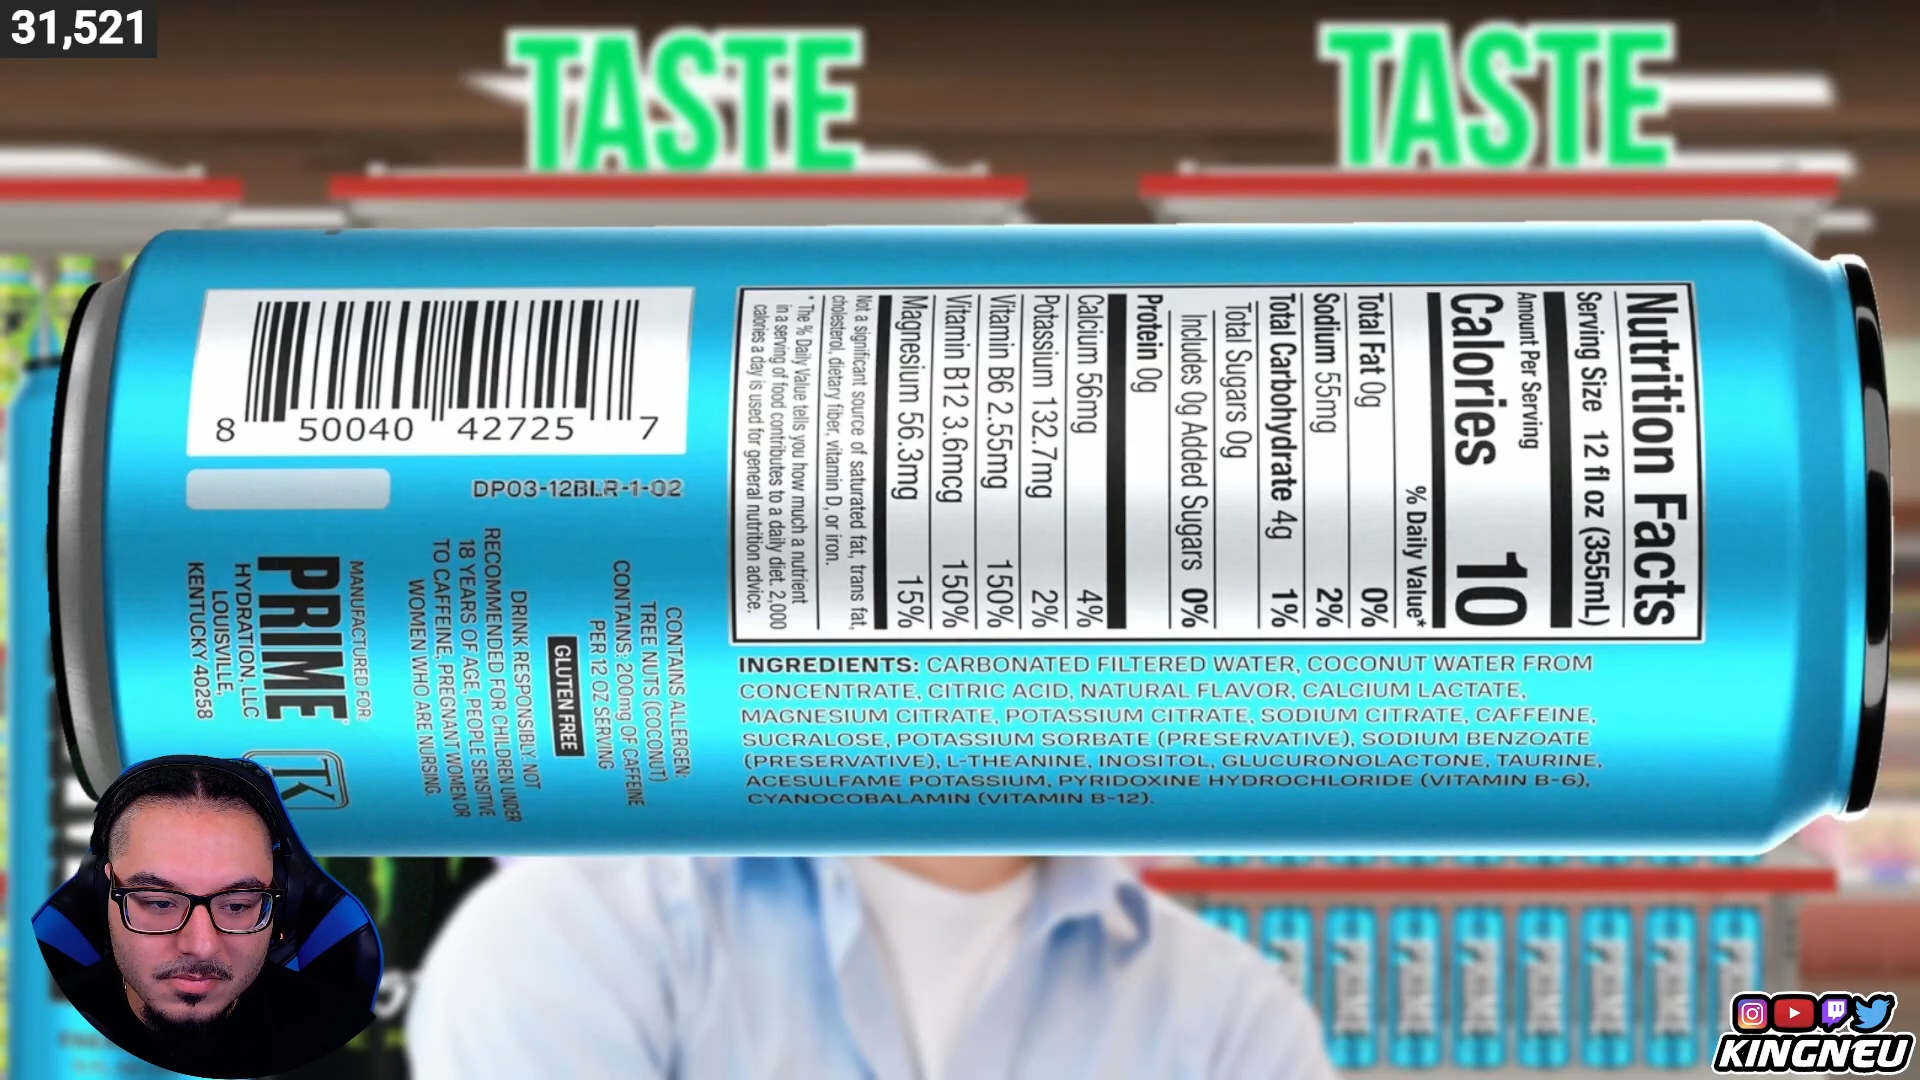 31,521
TASTE
TASTE
Nutrition Facts
Serving Size 12 fl oz (355mL)
Amount Per Serving
Calories 10
% Daily Value*
Total Fat 0g 0%
Sodium 55mg 2%
Total Carbohydrate 4g 1%
Total Sugars 0g
Includes 0g Added Sugars 0%
Protein 0g
Calcium 56mg 4%
Potassium 132.7mg 2%
Vitamin B6 2.55mg 150%
Vitamin B12 3.6mcg 150%
Magnesium 56.3mg 15%
Not a significant source of saturated fat, trans fat,
cholesterol, dietary fiber, vitamin D, or iron.
* The % Daily Value tells you how much a nutrient
in a serving of food contributes to a daily diet. 2,000
calories a day is used for general nutrition advice.
INGREDIENTS: CARBONATED FILTERED WATER, COCONUT WATER FROM
CONCENTRATE, CITRIC ACID, NATURAL FLAVOR, CALCIUM LACTATE,
MAGNESIUM CITRATE, POTASSIUM CITRATE, SODIUM CITRATE, CAFFEINE,
SUCRALOSE, POTASSIUM SORBATE (PRESERVATIVE), SODIUM BENZOATE
(PRESERVATIVE), L-THEANINE, INOSITOL, GLUCURONOLACTONE, TAURINE,
ACESULFAME POTASSIUM, PYRIDOXINE HYDROCHLORIDE (VITAMIN B-6),
CYANOCOBALAMIN (VITAMIN B-12).
8 50040 42725 7
DP03-12BLR-1-02
CONTAINS ALLERGEN:
TREE NUTS (COCONUT)
CONTAINS: 200mg OF CAFFEINE
PER 12 OZ SERVING
GLUTEN FREE
DRINK RESPONSIBLY. NOT
RECOMMENDED FOR CHILDREN UNDER
18 YEARS OF AGE, PEOPLE SENSITIVE
TO CAFFEINE, PREGNANT WOMEN OR
WOMEN WHO ARE NURSING.
MANUFACTURED FOR:
PRIME
HYDRATION, LLC
LOUISVILLE,
KENTUCKY 40258
TK
KINGNEU